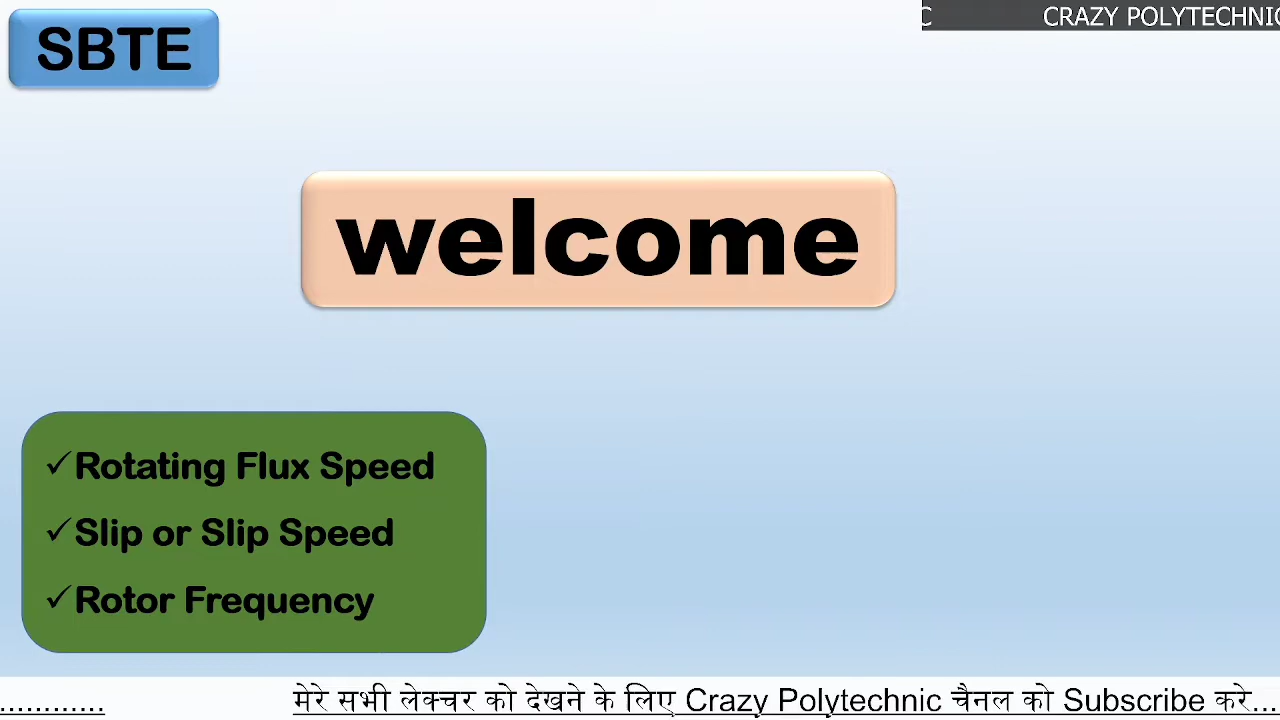 SBTE
C CRAZY POLYTECHNIC
welcome
✓Rotating Flux Speed
✓Slip or Slip Speed
✓Rotor Frequency
............ मेरे सभी लेक्चर को देखने के लिए Crazy Polytechnic चैनल को Subscribe करे...